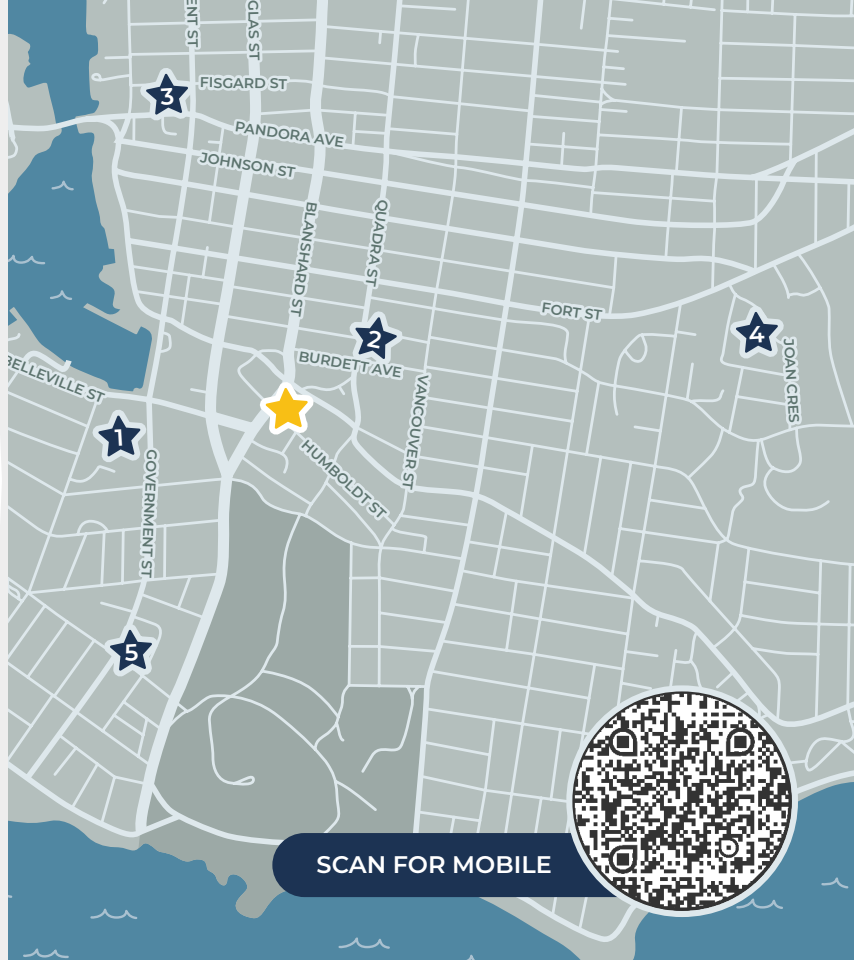 3
FISGARD ST
PANDORA AVE
JOHNSON ST
BLANSHARD ST
QUADRA ST
FORT ST
2
4
BURDETT AVE
JOAN CRES
BELLEVILLE ST
VANCOUVER ST
1
HUMBOLDT ST
GOVERNMENT ST
5
SCAN FOR MOBILE